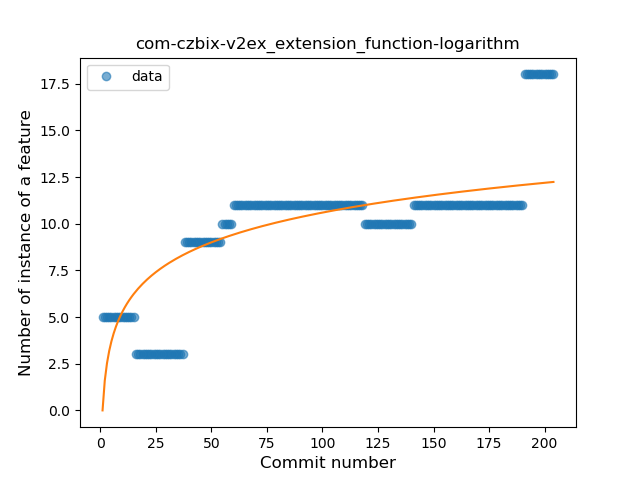 com-czbix-v2ex_extension_function-logarithm
data
Number of instance of a feature
17.5
15.0
12.5
10.0
7.5
5.0
2.5
0.0
0 25 50 75 100 125 150 175 200
Commit number